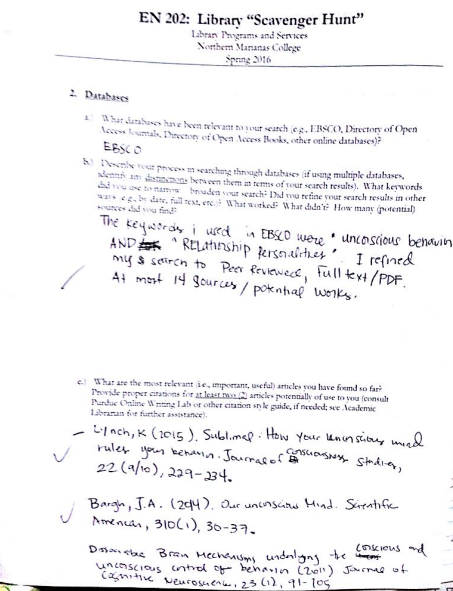 EN 202: Library "Scavenger Hunt"
Library Programs and Services
Northern Marianas College
Spring 2016
2. Databases
a.) What databases have been relevant to your search (e.g., EBSCO, Directory of Open
Access Journals, Directory of Open Access Books, other online databases)?
EBSCO
b.) Describe your process in searching through databases (if using multiple databases,
identify any distinctions between them in terms of your search results). What keywords
did you use to narrow broaden your search? Did you refine your search results in other
ways e.g., by date, full text, etc.? What worked? What didn't? How many (potential)
sources did you find?
The keywords i used in EBSCO were "unconscious behavior
AND "RELATIONSHIP Personalities". I refined
my search to Peer Reviewed, Full text/PDF.
At most 14 sources/potential works.
c.) What are the most relevant (i.e., important, useful) articles you have found so far?
Provide proper citations for at least two (2) articles potentially of use to you (consult
Purdue Online Writing Lab or other citation style guide, if needed; see Academic
Librarian for further assistance).
- Lynch, K (2015). Sublimal: How your unconscious mind
rules your behavior. Journal of consciousness studies,
22 (9/10), 229-234.
Bargh, J.A. (2014). Our unconscious Mind. Scientific
American, 310(1), 30-37.
Brain Mechanisms underlying the conscious and
unconscious control of behavior (2011) Journal of
Cognitive Neuroscience, 23 (1), 91-105